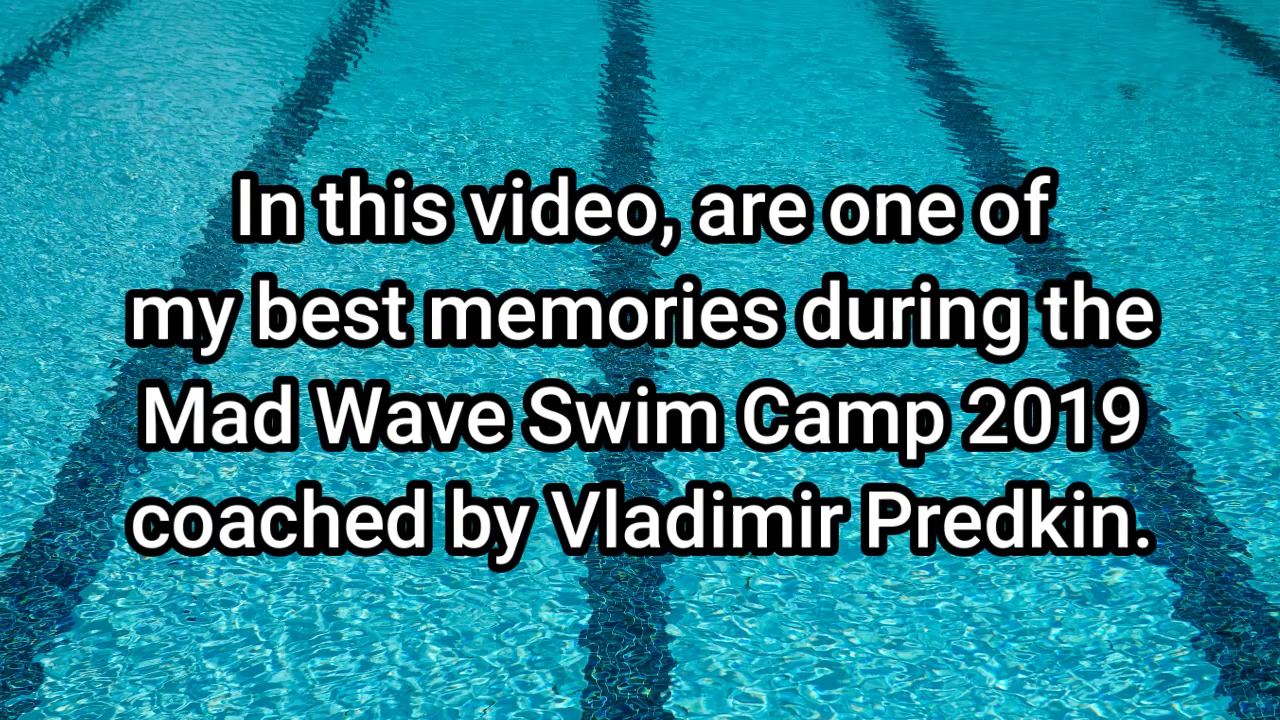 In this video, are one of
my best memories during the
Mad Wave Swim Camp 2019
coached by Vladimir Predkin.